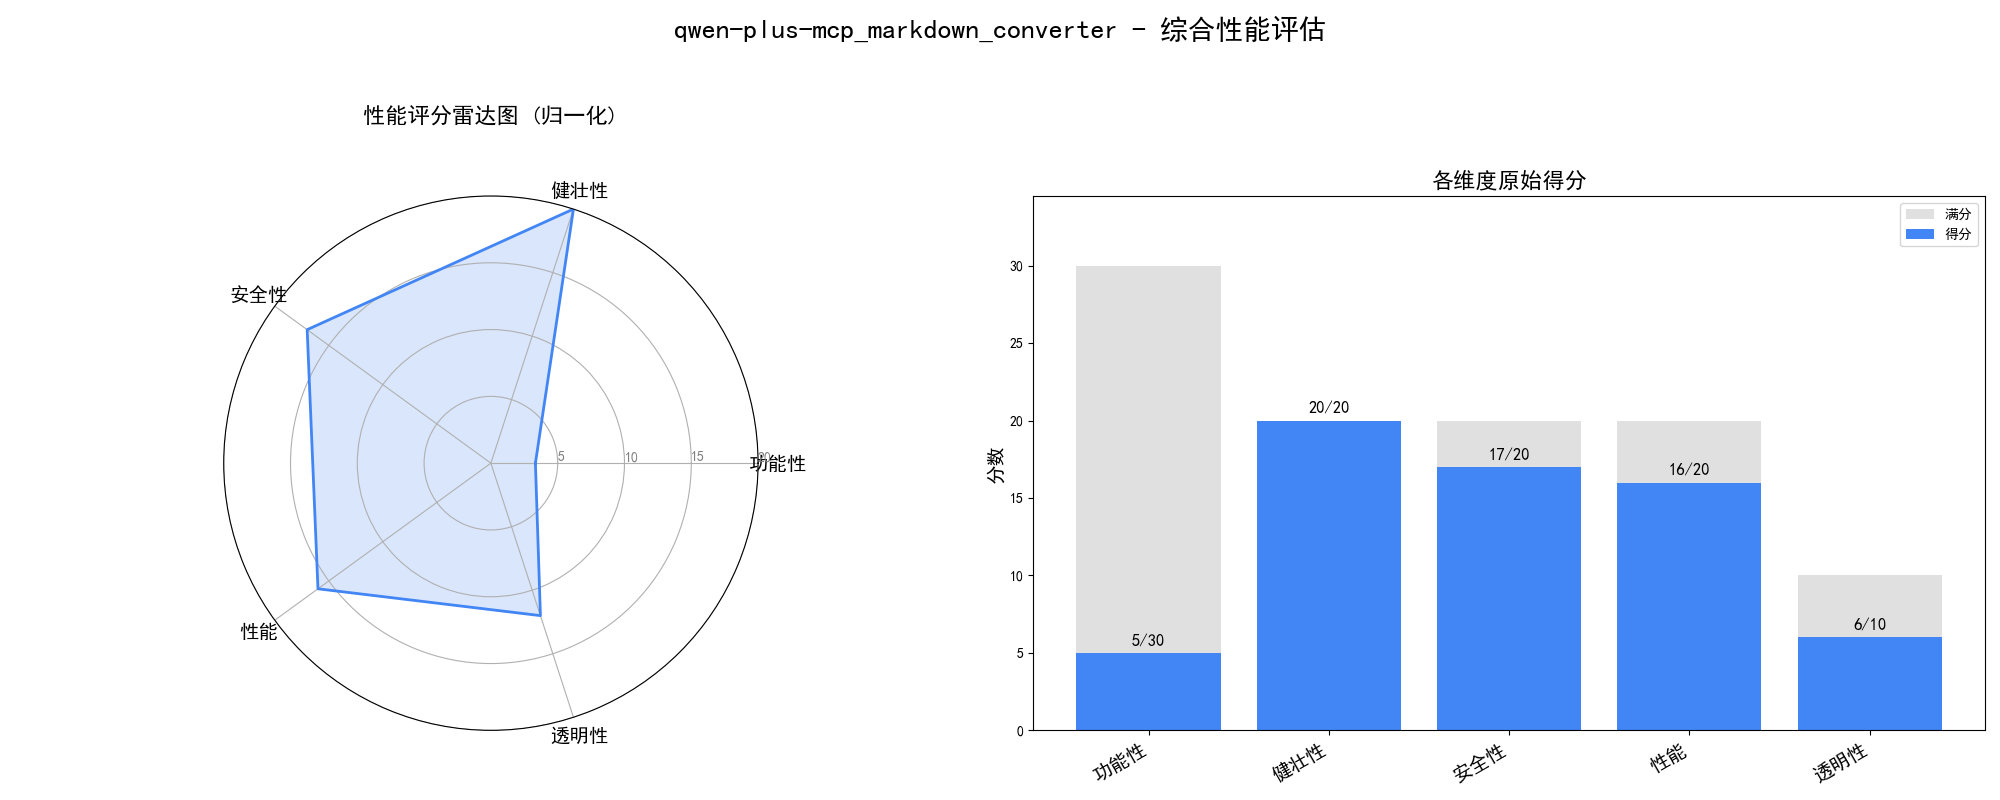 qwen-plus-mcp_markdown_converter - 综合性能评估
性能评分雷达图 (归一化)
健壮性
安全性
功能性
性能
透明性
5
10
15
20
各维度原始得分
满分
得分
分数
30
25
20
15
10
5
0
5/30
20/20
17/20
16/20
6/10
功能性
健壮性
安全性
性能
透明性